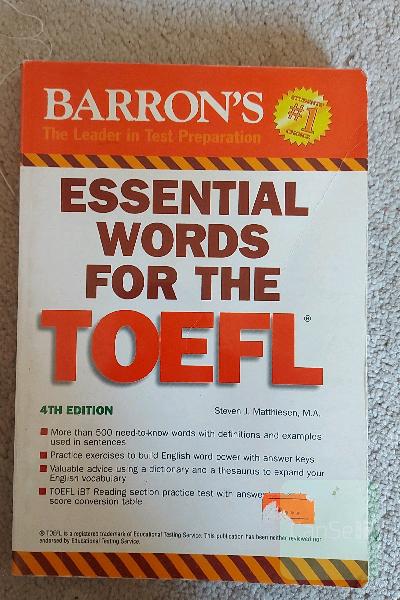 BARRON'S
The Leader in Test Preparation
STUDENTS'
#1
CHOICE
ESSENTIAL
WORDS
FOR THE
TOEFL®
4TH EDITION
Steven J. Matthiesen, M.A.
■ More than 500 need-to-know words with definitions and examples
used in sentences
■ Practice exercises to build English word power with answer keys
■ Valuable advice using a dictionary and a thesaurus to expand your
English vocabulary
■ TOEFL iBT Reading section practice test with
score conversion table
® TOEFL is a registered trademark of Educational Testing Service. This publication has been neither reviewed nor
endorsed by Educational Testing Service.